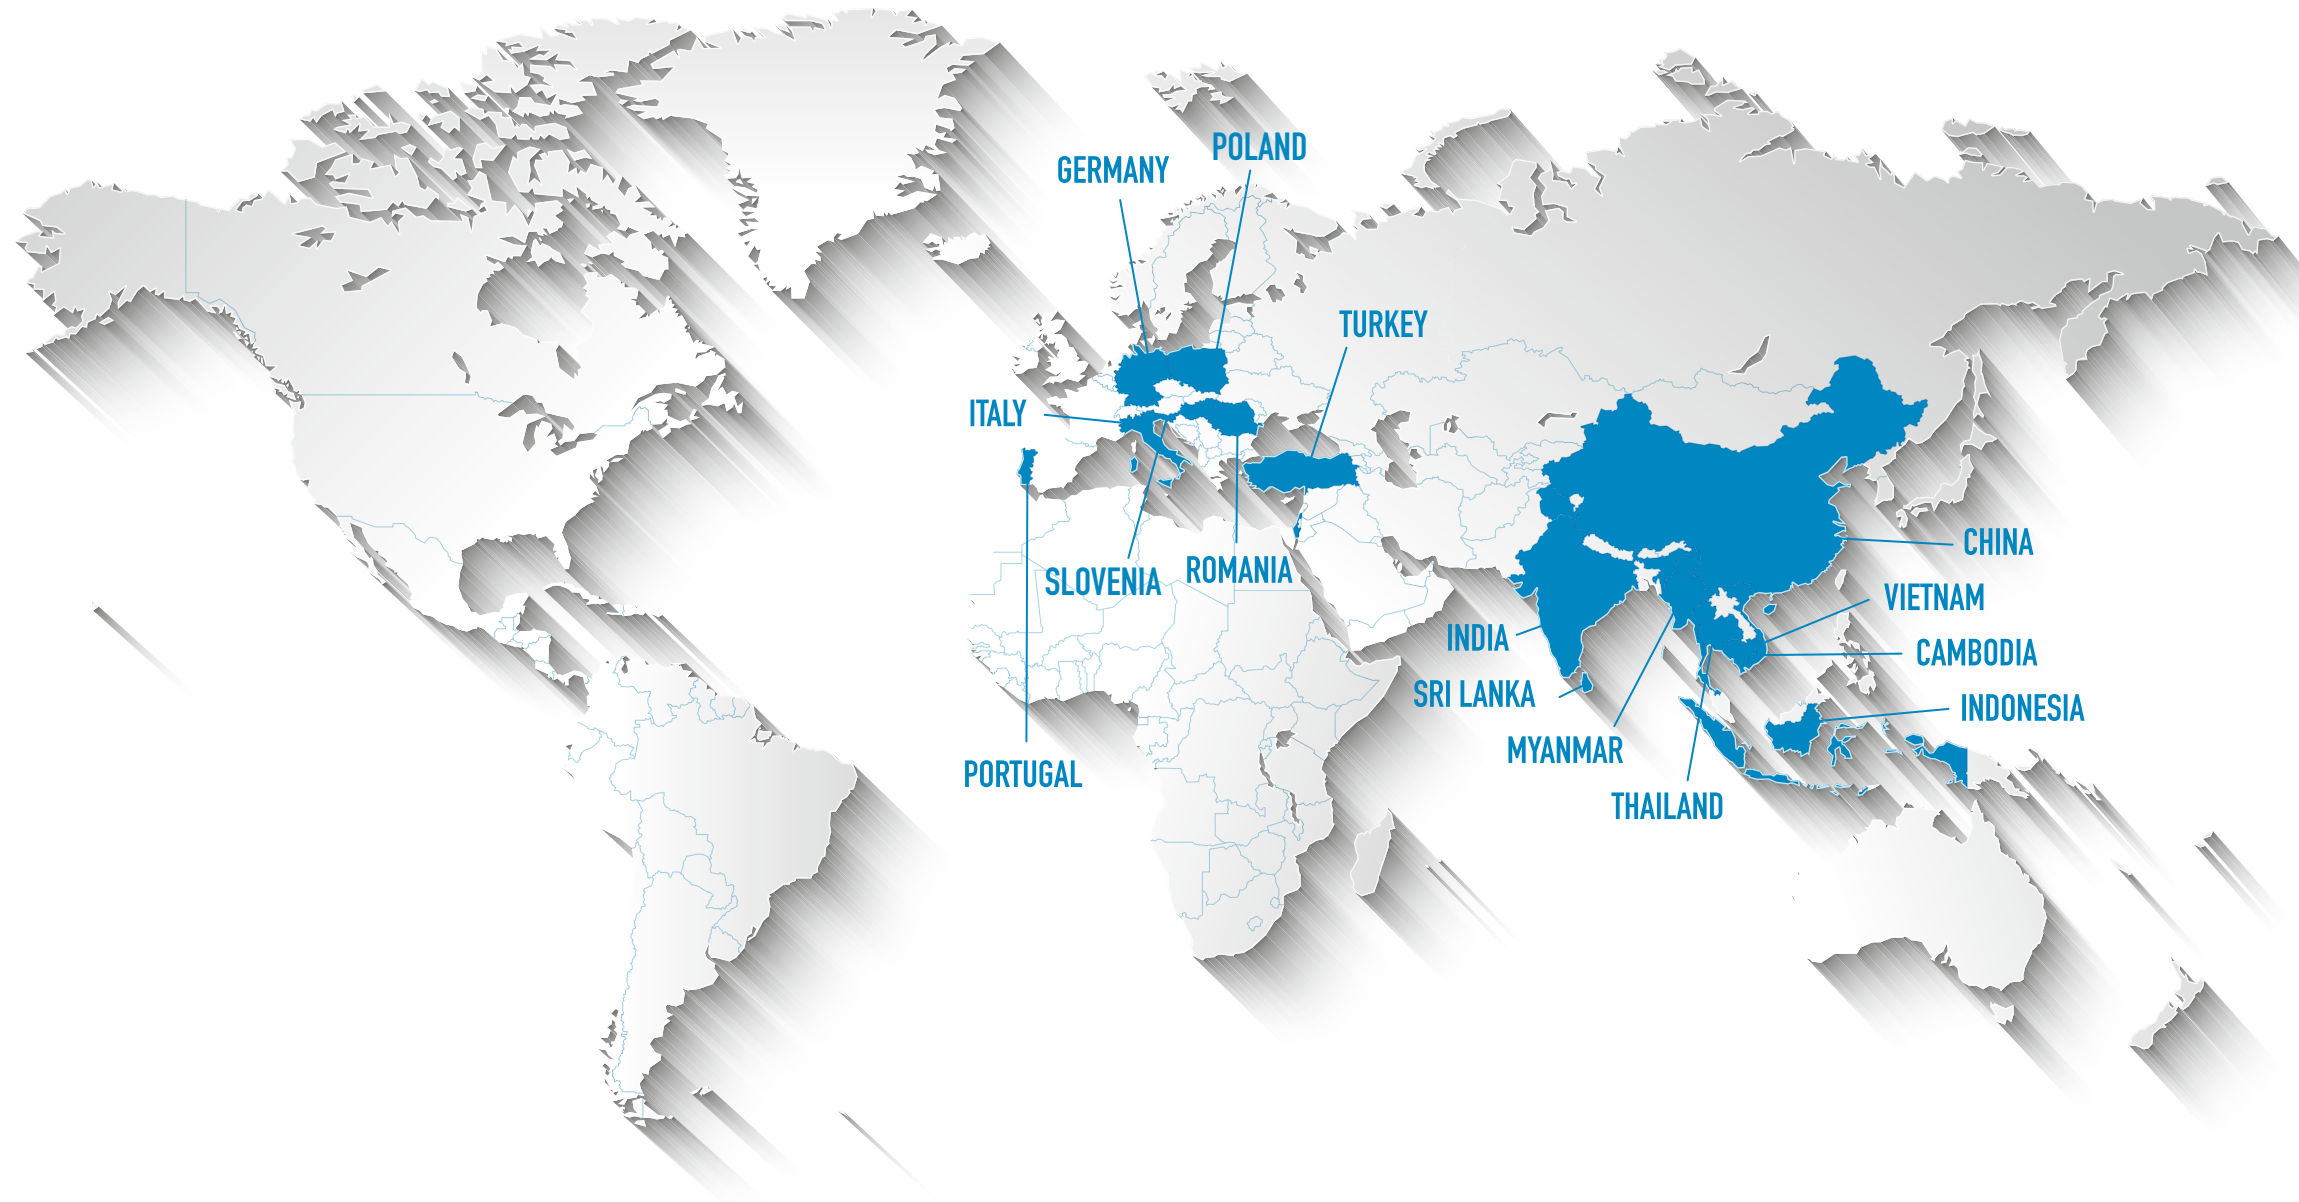 POLAND
GERMANY
TURKEY
ITALY
CHINA
ROMANIA
SLOVENIA
VIETNAM
INDIA
CAMBODIA
SRI LANKA
INDONESIA
MYANMAR
PORTUGAL
THAILAND